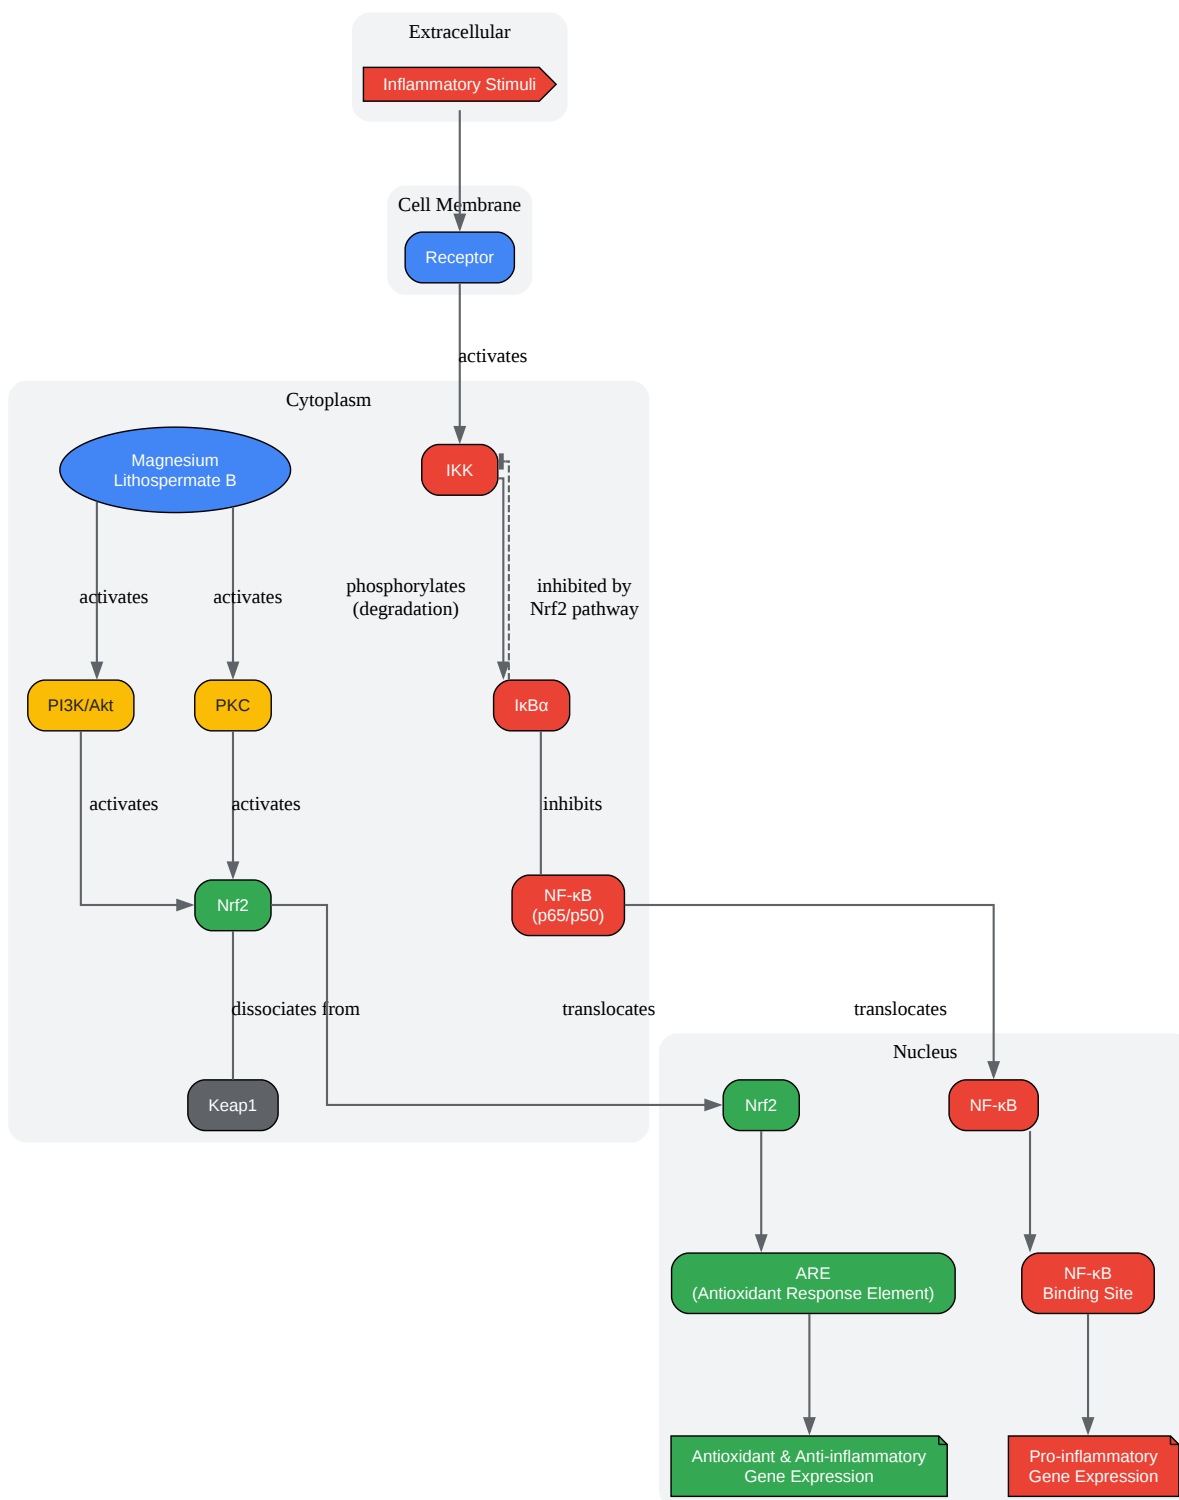 Extracellular
Inflammatory Stimuli
Cell Membrane
Receptor
activates
Cytoplasm
Magnesium
Lithospermate B
IKK
activates
activates
phosphorylates
(degradation)
inhibited by
Nrf2 pathway
PI3K/Akt
PKC
IκBα
activates
activates
inhibits
Nrf2
NF-κB
(p65/p50)
dissociates from
translocates
translocates
Nucleus
Keap1
Nrf2
NF-κB
ARE
(Antioxidant Response Element)
NF-κB
Binding Site
Antioxidant & Anti-inflammatory
Gene Expression
Pro-inflammatory
Gene Expression